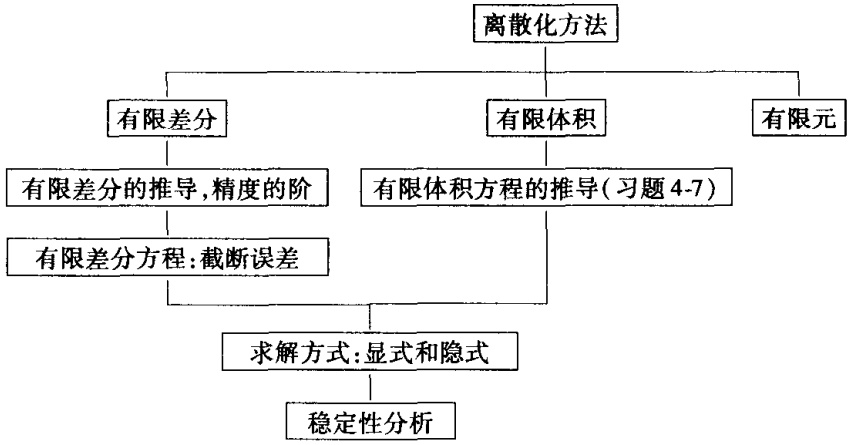 离散化方法
有限差分
有限体积
有限元
有限差分的推导,精度的阶
有限体积方程的推导(习题4-7)
有限差分方程:截断误差
求解方式:显式和隐式
稳定性分析